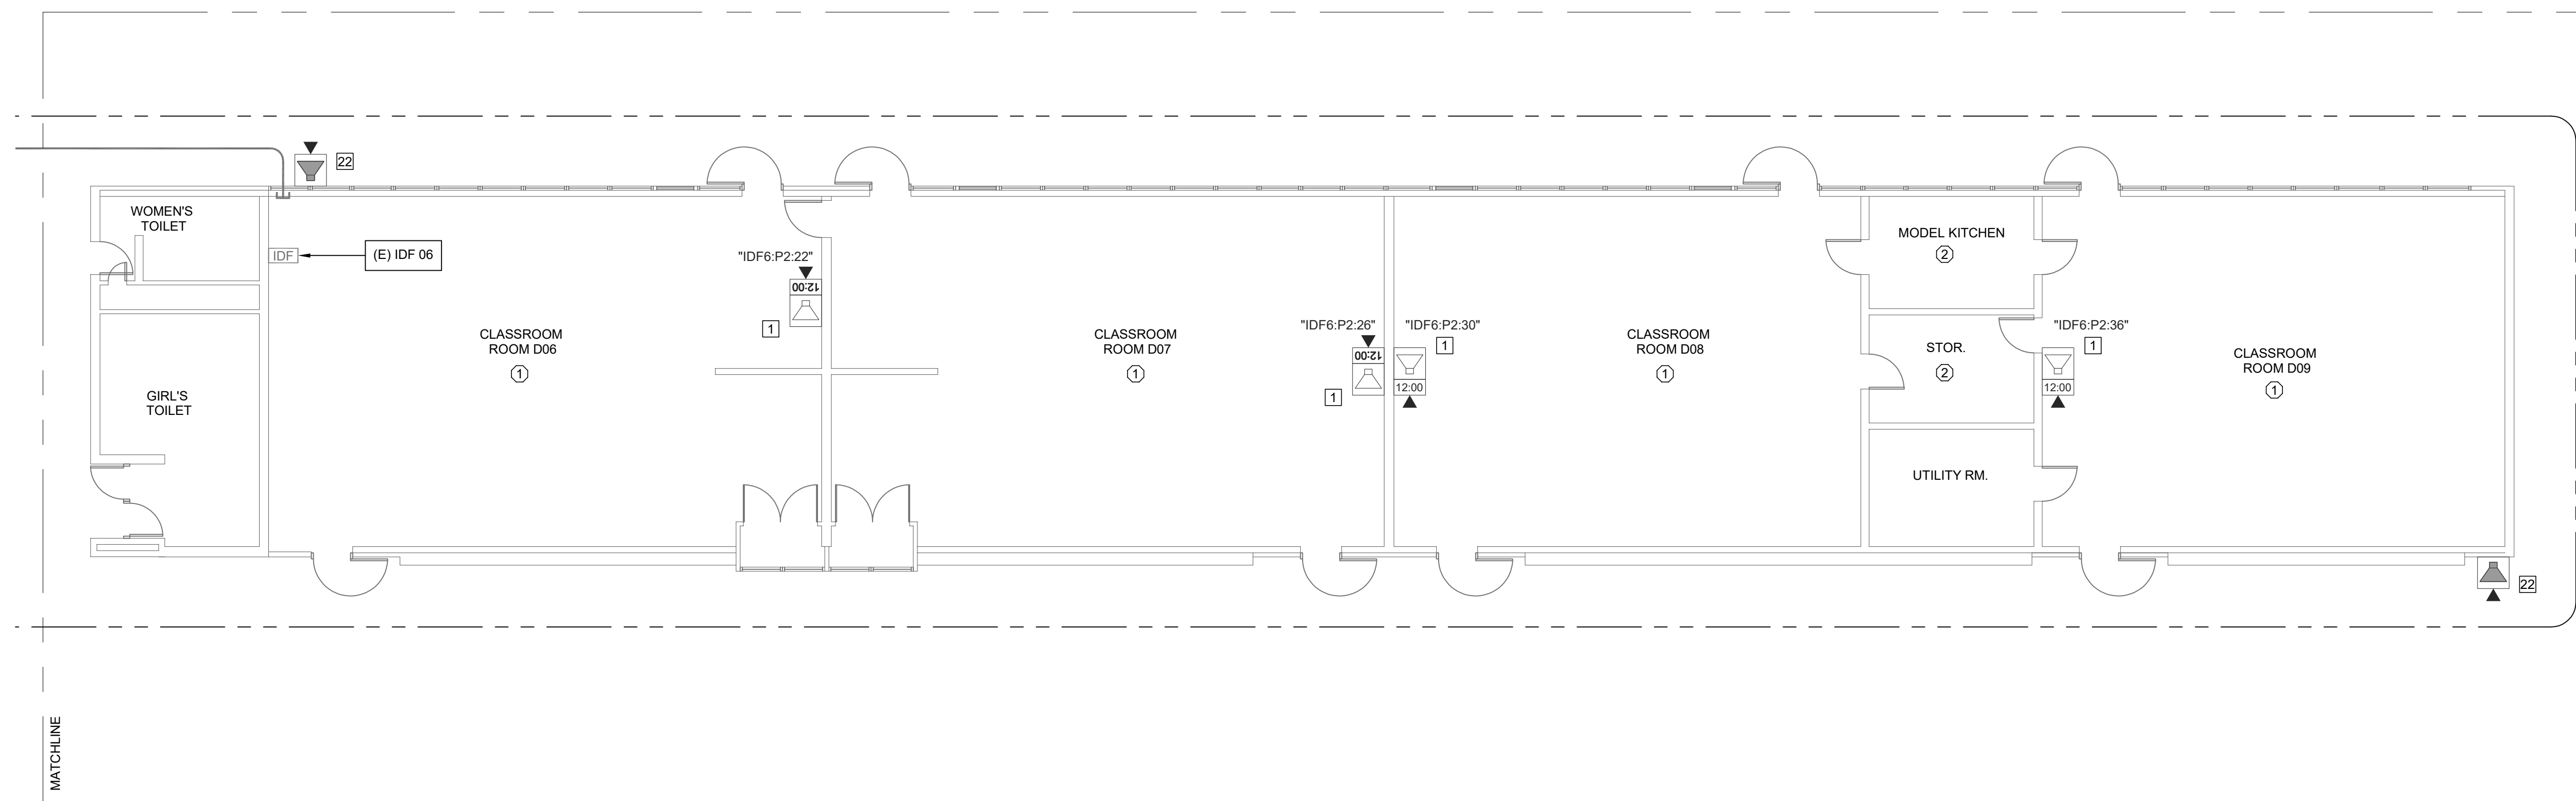 22
WOMEN'S
TOILET
IDF
(E) IDF 06
"IDF6:P2:22"
12:00
1
MODEL KITCHEN
2
CLASSROOM
ROOM D06
1
CLASSROOM
ROOM D07
1
"IDF6:P2:26"
12:00
1
"IDF6:P2:30"
1
12:00
CLASSROOM
ROOM D08
1
STOR.
2
"IDF6:P2:36"
1
12:00
CLASSROOM
ROOM D09
1
GIRL'S
TOILET
UTILITY RM.
22
MATCHLINE